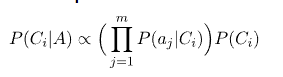 P(C_i|A) ∝ (∏_{j=1}^{m} P(a_j|C_i))P(C_i)